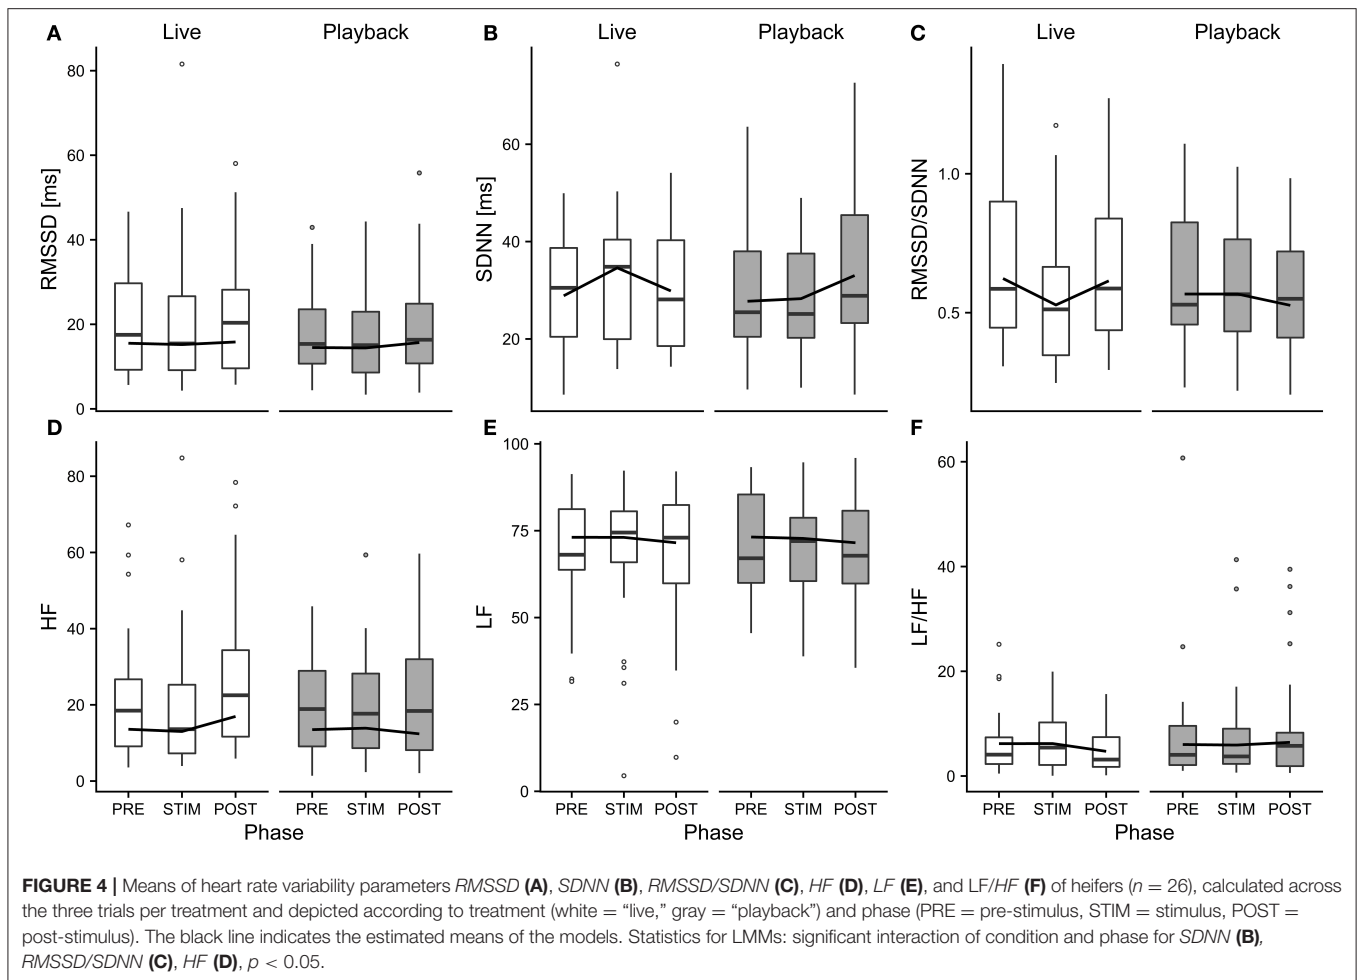 A Live Playback
B Live Playback
C Live Playback
RMSSD [ms]
80
60
40
20
0
SDNN [ms]
60
40
20
RMSSD/SDNN
1.0
0.5
D
E
F
HF
80
60
40
20
0
PRE STIM POST PRE STIM POST
Phase
LF
100
75
50
25
0
PRE STIM POST PRE STIM POST
Phase
LF/HF
60
40
20
0
PRE STIM POST PRE STIM POST
Phase
FIGURE 4 | Means of heart rate variability parameters RMSSD (A), SDNN (B), RMSSD/SDNN (C), HF (D), LF (E), and LF/HF (F) of heifers (n = 26), calculated across
the three trials per treatment and depicted according to treatment (white = “live,” gray = “playback”) and phase (PRE = pre-stimulus, STIM = stimulus, POST =
post-stimulus). The black line indicates the estimated means of the models. Statistics for LMMs: significant interaction of condition and phase for SDNN (B),
RMSSD/SDNN (C), HF (D), p < 0.05.